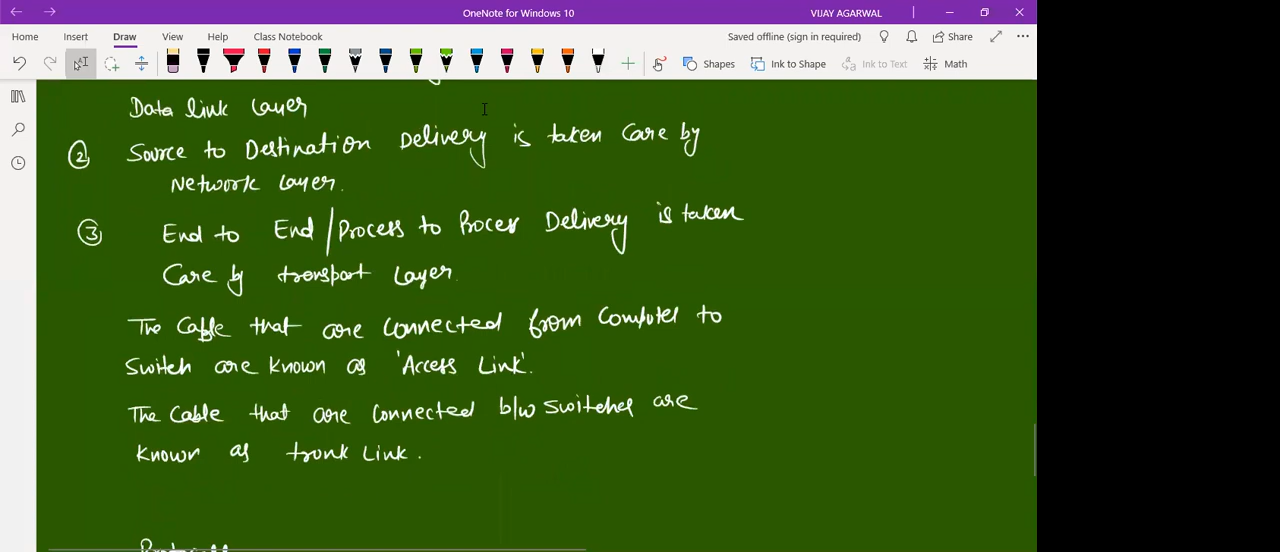 OneNote for Windows 10
VIJAY AGARWAL
Home Insert Draw View Help Class Notebook
Saved offline (sign in required) Share
Shapes Ink to Shape Ink to Text Math
Data link Layer
② Source to Destination Delivery is taken Care by
Network Layer.
③ End to End/Process to Process Delivery is taken
Care by transport Layer.
The Cable that are connected from Computer to
Switch are known as 'Access Link'.
The Cable that are connected b/w switches are
known as trunk Link.